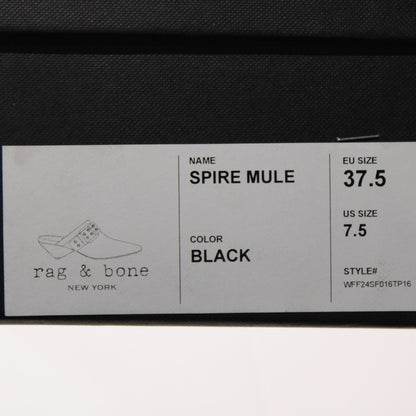 rag & bone
NEW YORK
NAME
SPIRE MULE
COLOR
BLACK
EU SIZE
37.5
US SIZE
7.5
STYLE#
WFF24SF016TP16